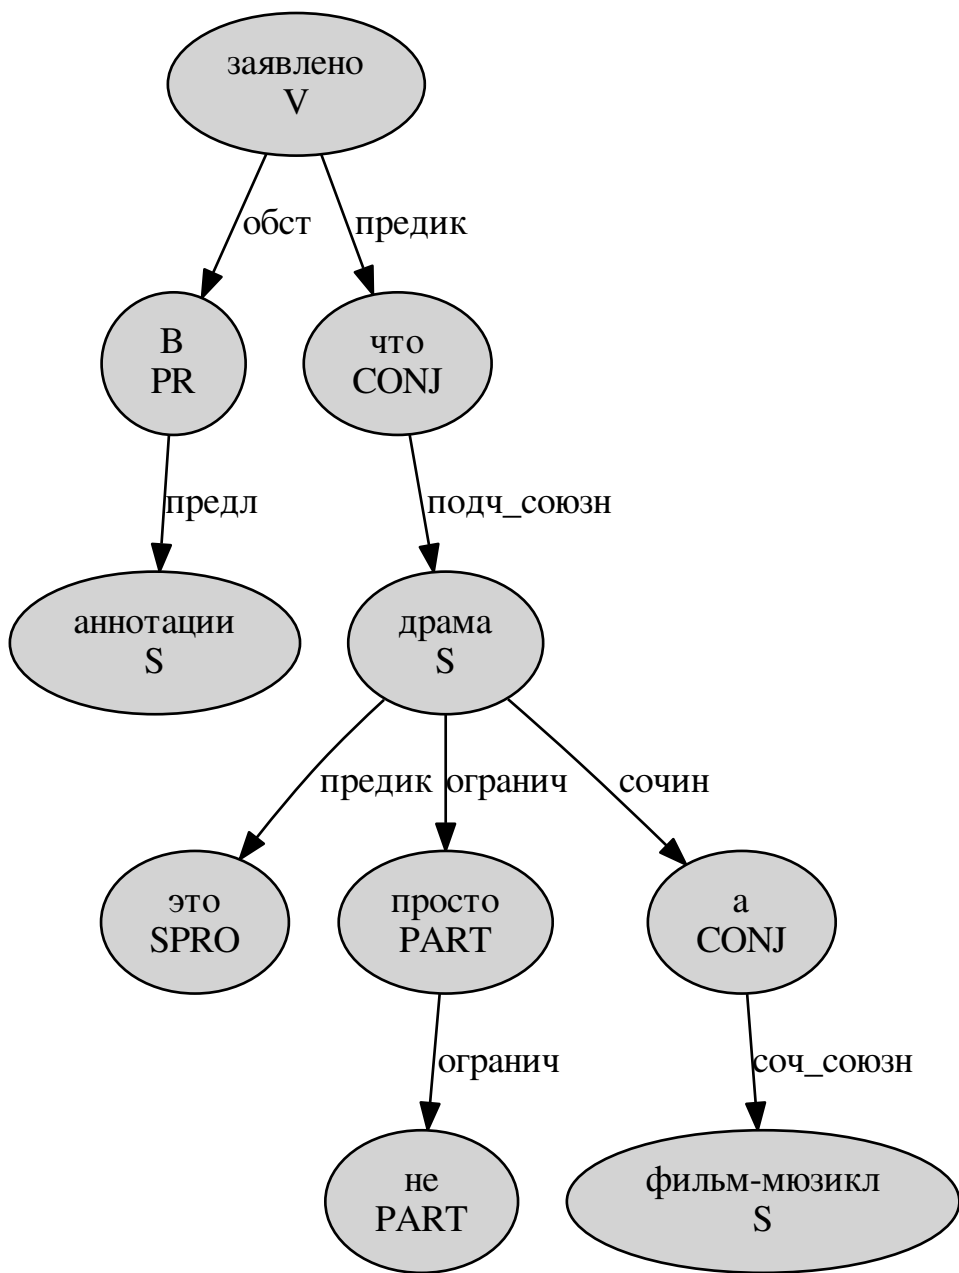 заявлено
V
обст
предик
В
PR
что
CONJ
предл
подч_союзн
аннотации
S
драма
S
предик
огранич
сочин
это
SPRO
просто
PART
а
CONJ
огранич
соч_союзн
не
PART
фильм-мюзикл
S